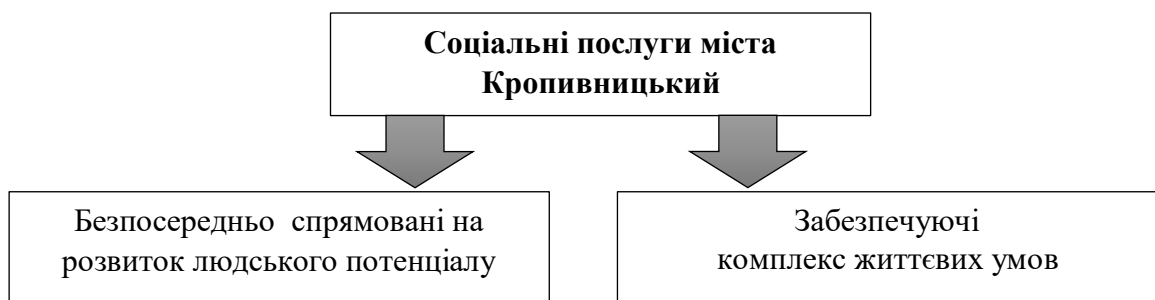 Соціальні послуги міста
Кропивницький
Безпосередньо спрямовані на
розвиток людського потенціалу
Забезпечуючі
комплекс життєвих умов